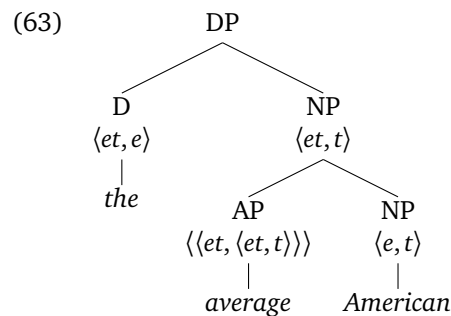 (63) DP
D NP
⟨et, e⟩ ⟨et, t⟩
the
AP NP
⟨⟨et, ⟨et, t⟩⟩⟩ ⟨e, t⟩
average American